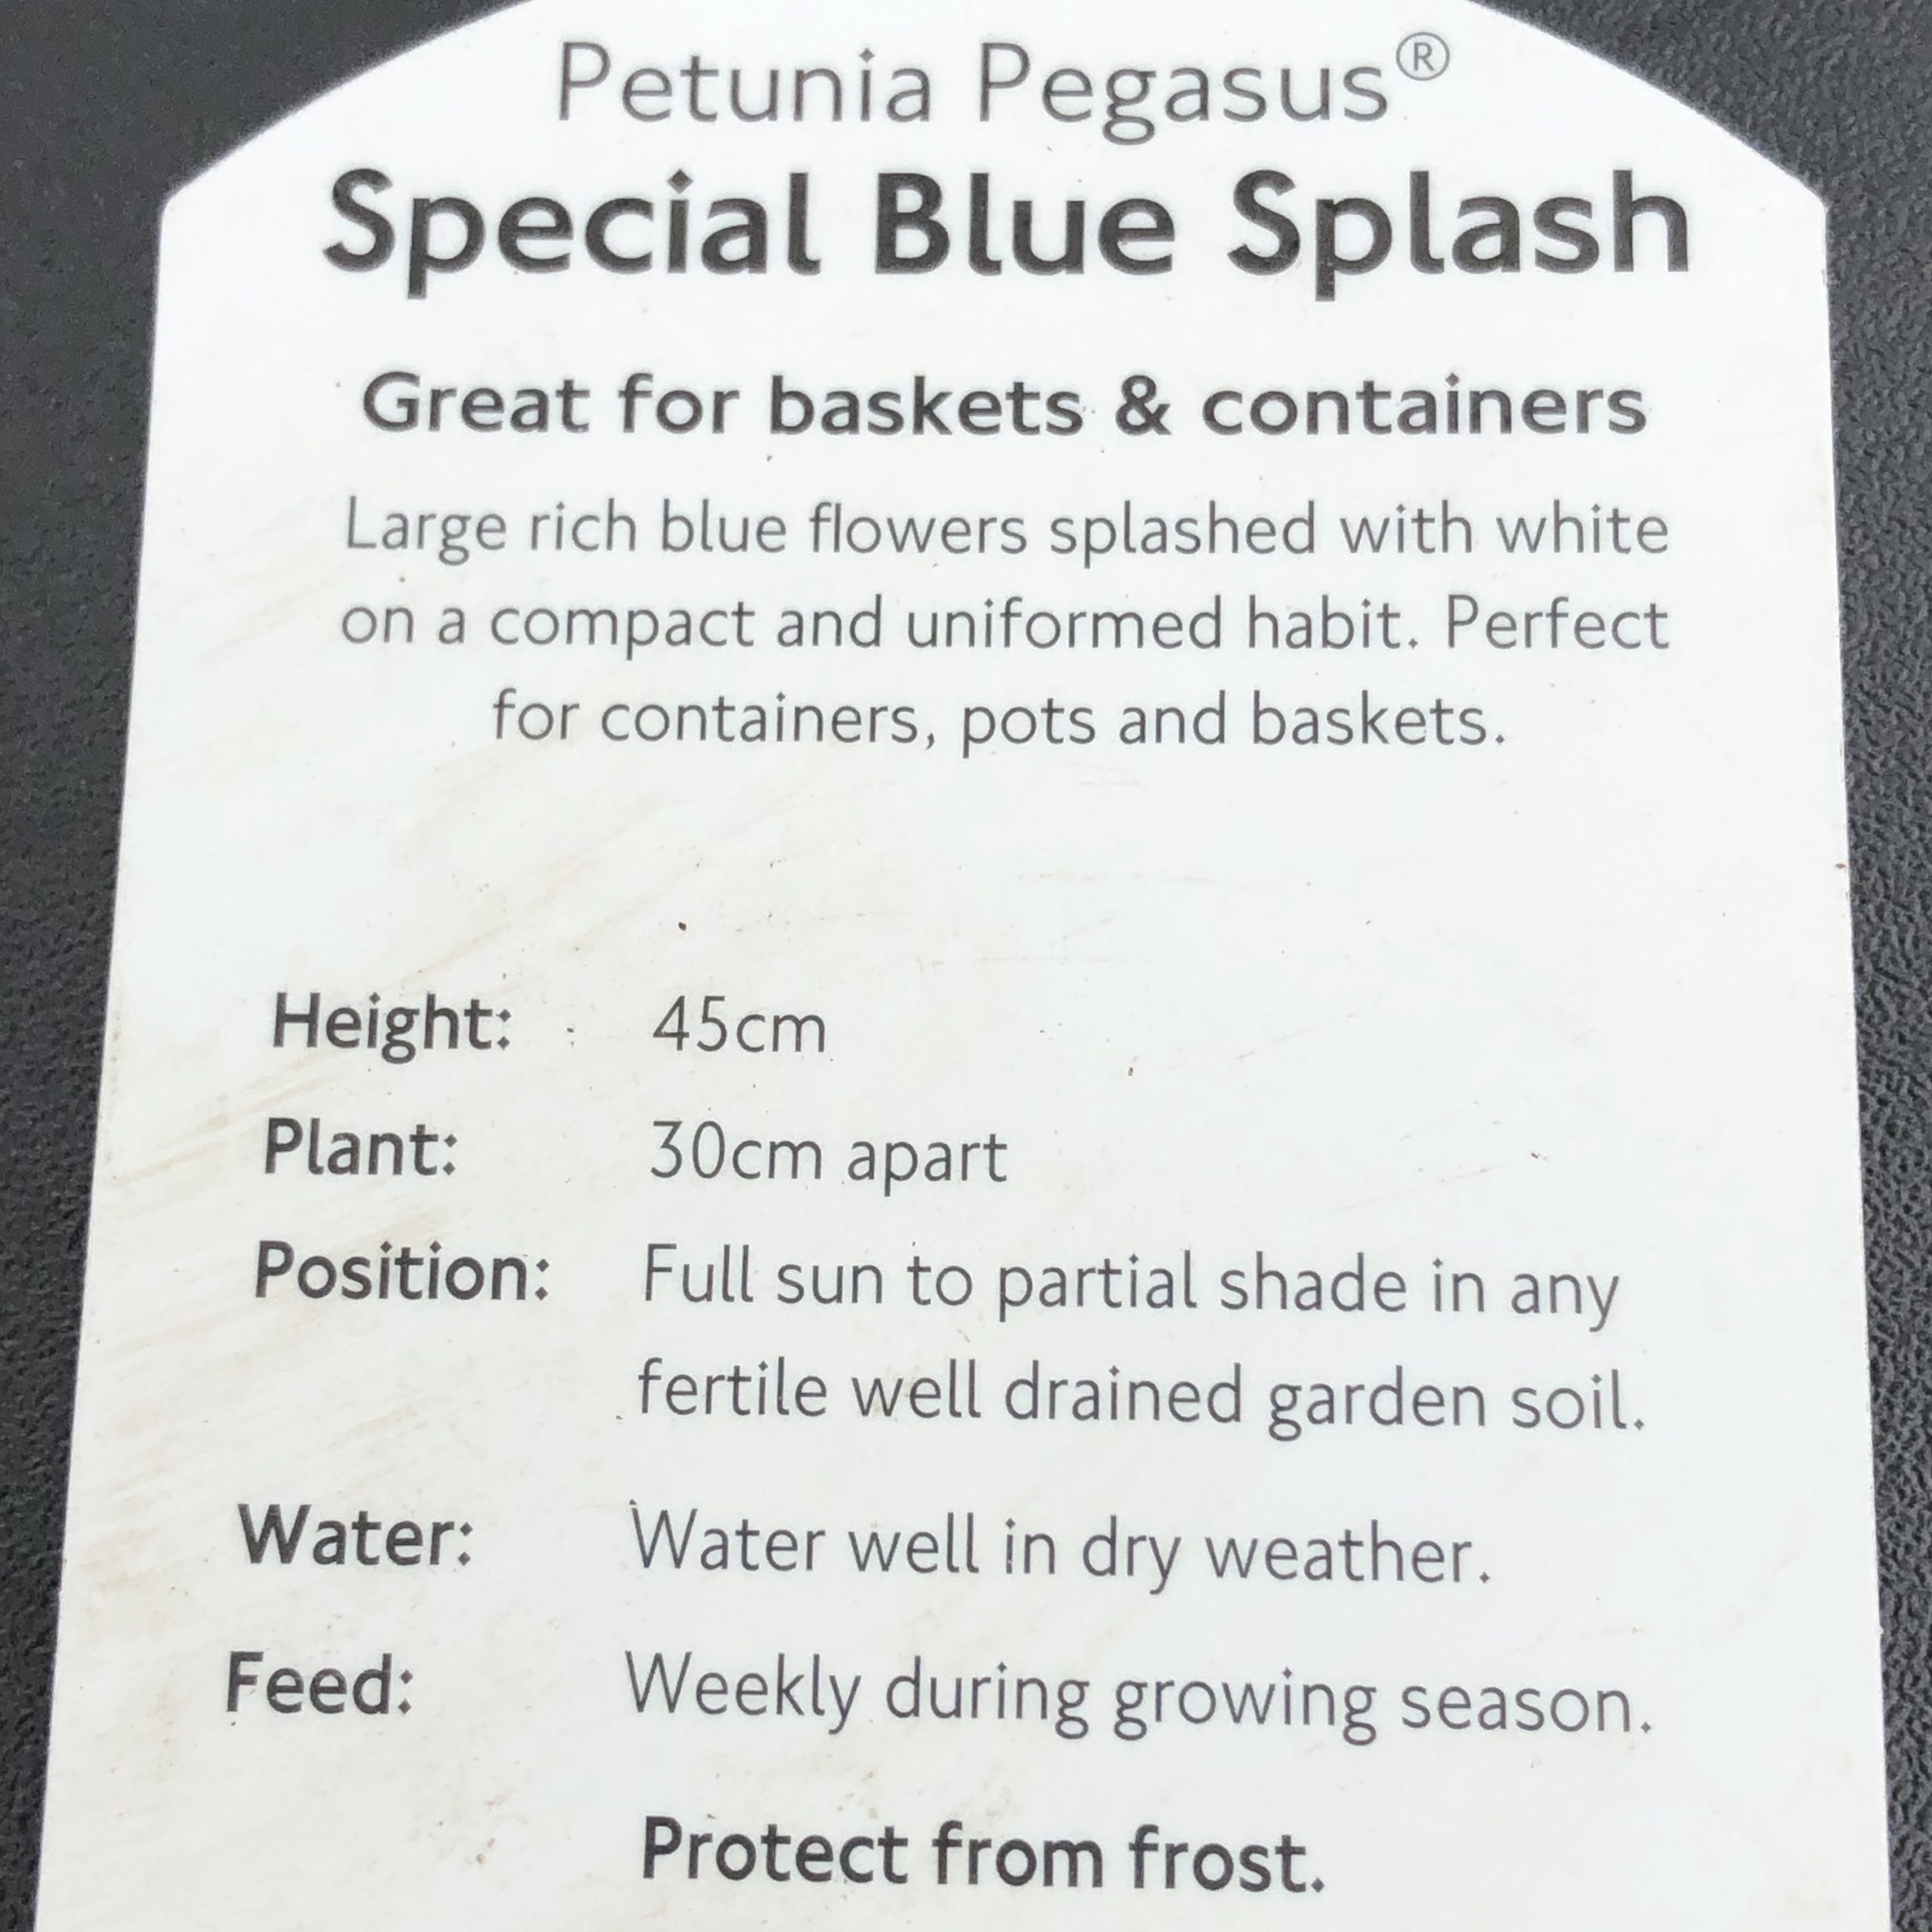 Petunia Pegasus®
Special Blue Splash
Great for baskets & containers
Large rich blue flowers splashed with white
on a compact and uniformed habit. Perfect
for containers, pots and baskets.
Height: 45cm
Plant: 30cm apart
Position: Full sun to partial shade in any
fertile well drained garden soil.
Water: Water well in dry weather.
Feed: Weekly during growing season.
Protect from frost.